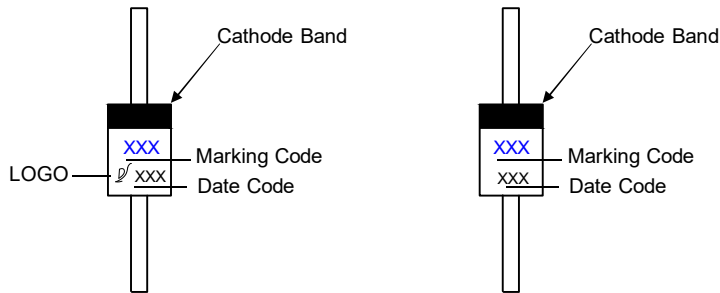 Cathode Band
XXX
Marking Code
LOGO
XXX
Date Code
Cathode Band
XXX
Marking Code
XXX
Date Code